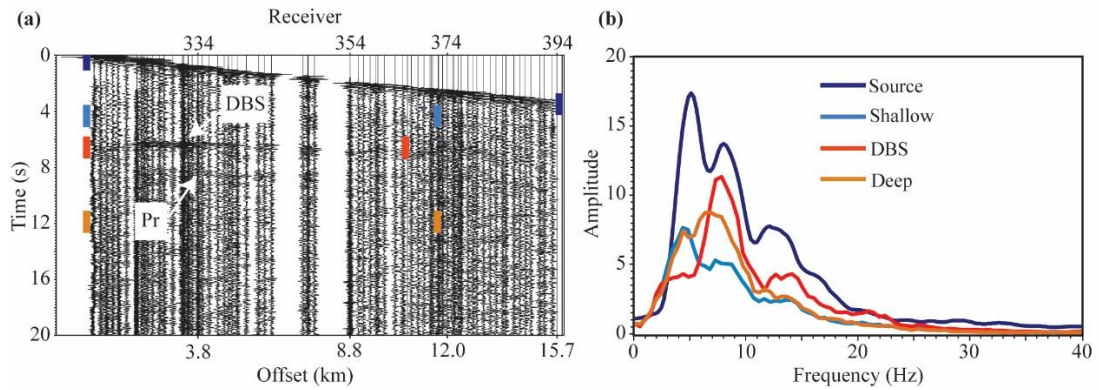 (a)
Receiver
334 354 374 394
0
4
8
12
16
20
Time (s)
DBS
Pr
3.8 8.8 12.0 15.7
Offset (km)
(b)
20
15
10
5
0
Amplitude
Source
Shallow
DBS
Deep
0 10 20 30 40
Frequency (Hz)